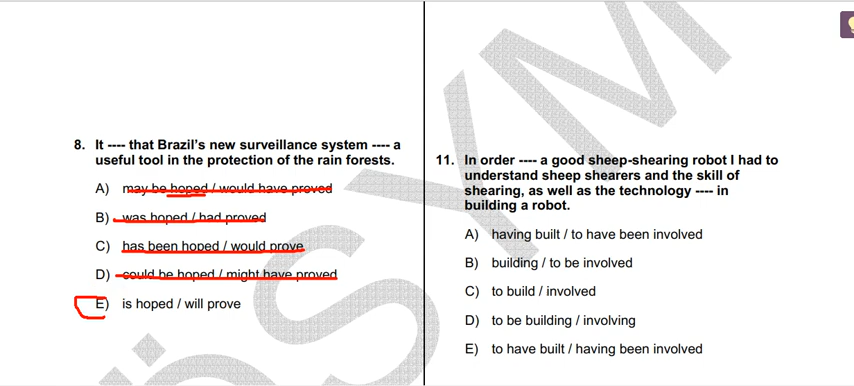 8. It ---- that Brazil's new surveillance system ---- a
useful tool in the protection of the rain forests.
A) may be hoped / would have proved
B) was hoped / had proved
C) has been hoped / would prove
D) could be hoped / might have proved
E) is hoped / will prove
11. In order ---- a good sheep-shearing robot I had to
understand sheep shearers and the skill of
shearing, as well as the technology ---- in
building a robot.
A) having built / to have been involved
B) building / to be involved
C) to build / involved
D) to be building / involving
E) to have built / having been involved
ÖSYM